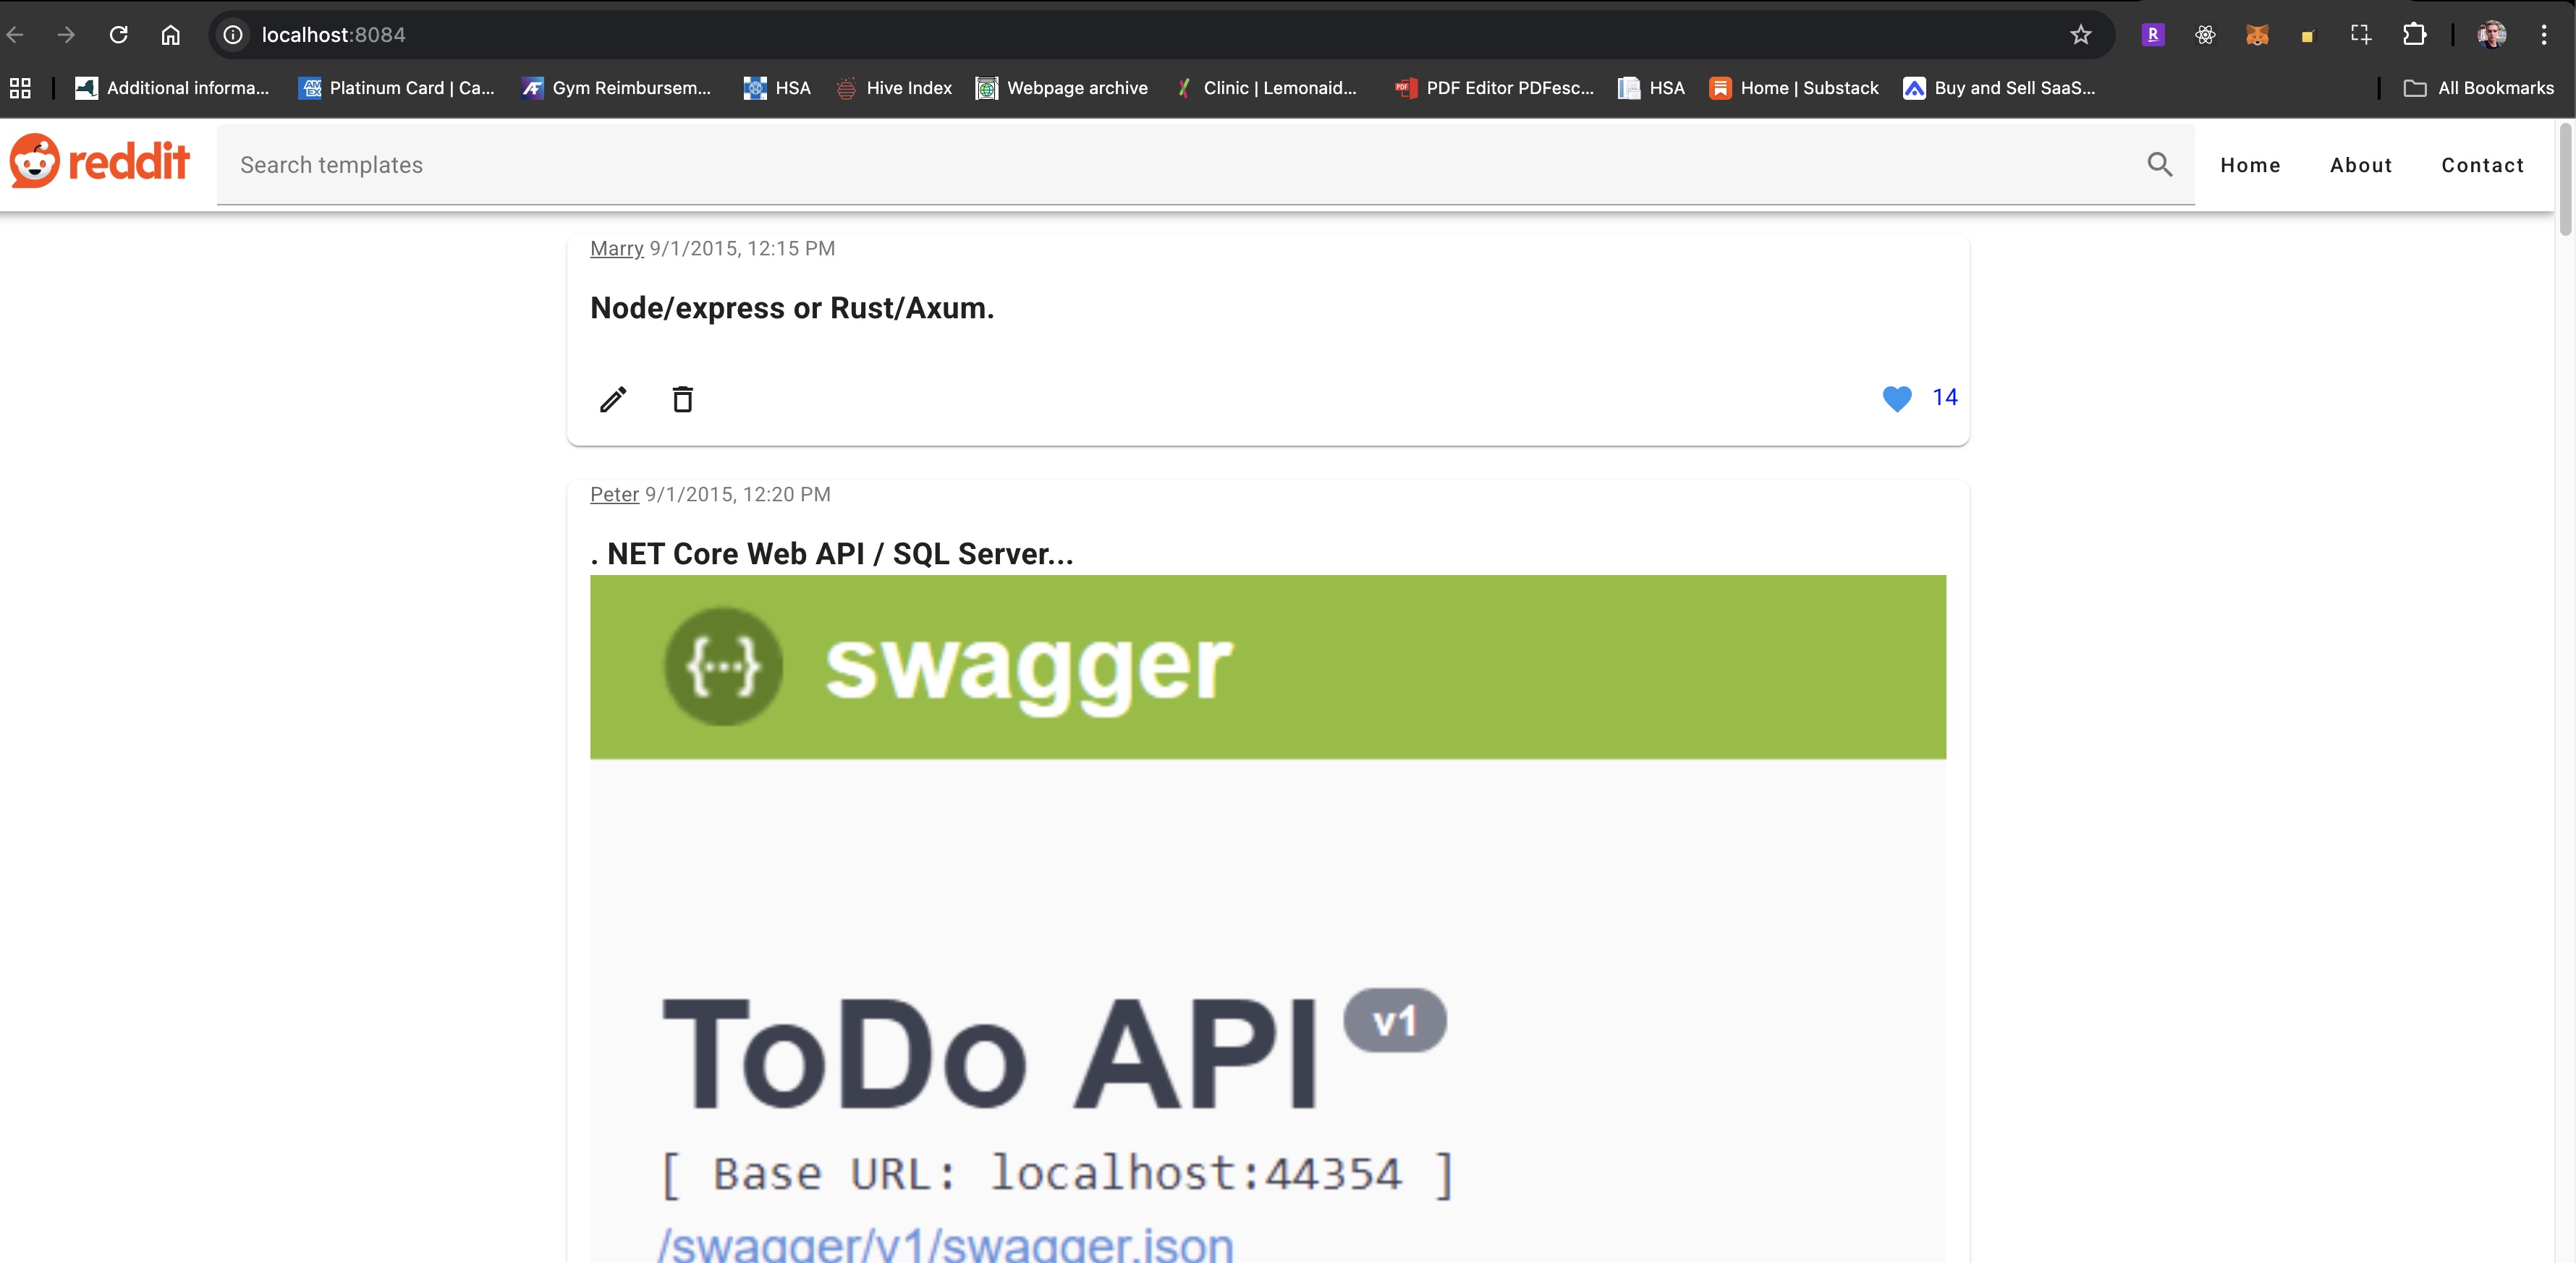 localhost:8084
Additional informa... Platinum Card | Ca... Gym Reimbursem... HSA Hive Index Webpage archive Clinic | Lemonaid... PDF Editor PDFesc... HSA Home | Substack Buy and Sell SaaS... All Bookmarks
reddit Search templates Home About Contact
Marry 9/1/2015, 12:15 PM
Node/express or Rust/Axum.
14
Peter 9/1/2015, 12:20 PM
. NET Core Web API / SQL Server...
{···} swagger
ToDo API v1
[ Base URL: localhost:44354 ]
/swagger/v1/swagger.json